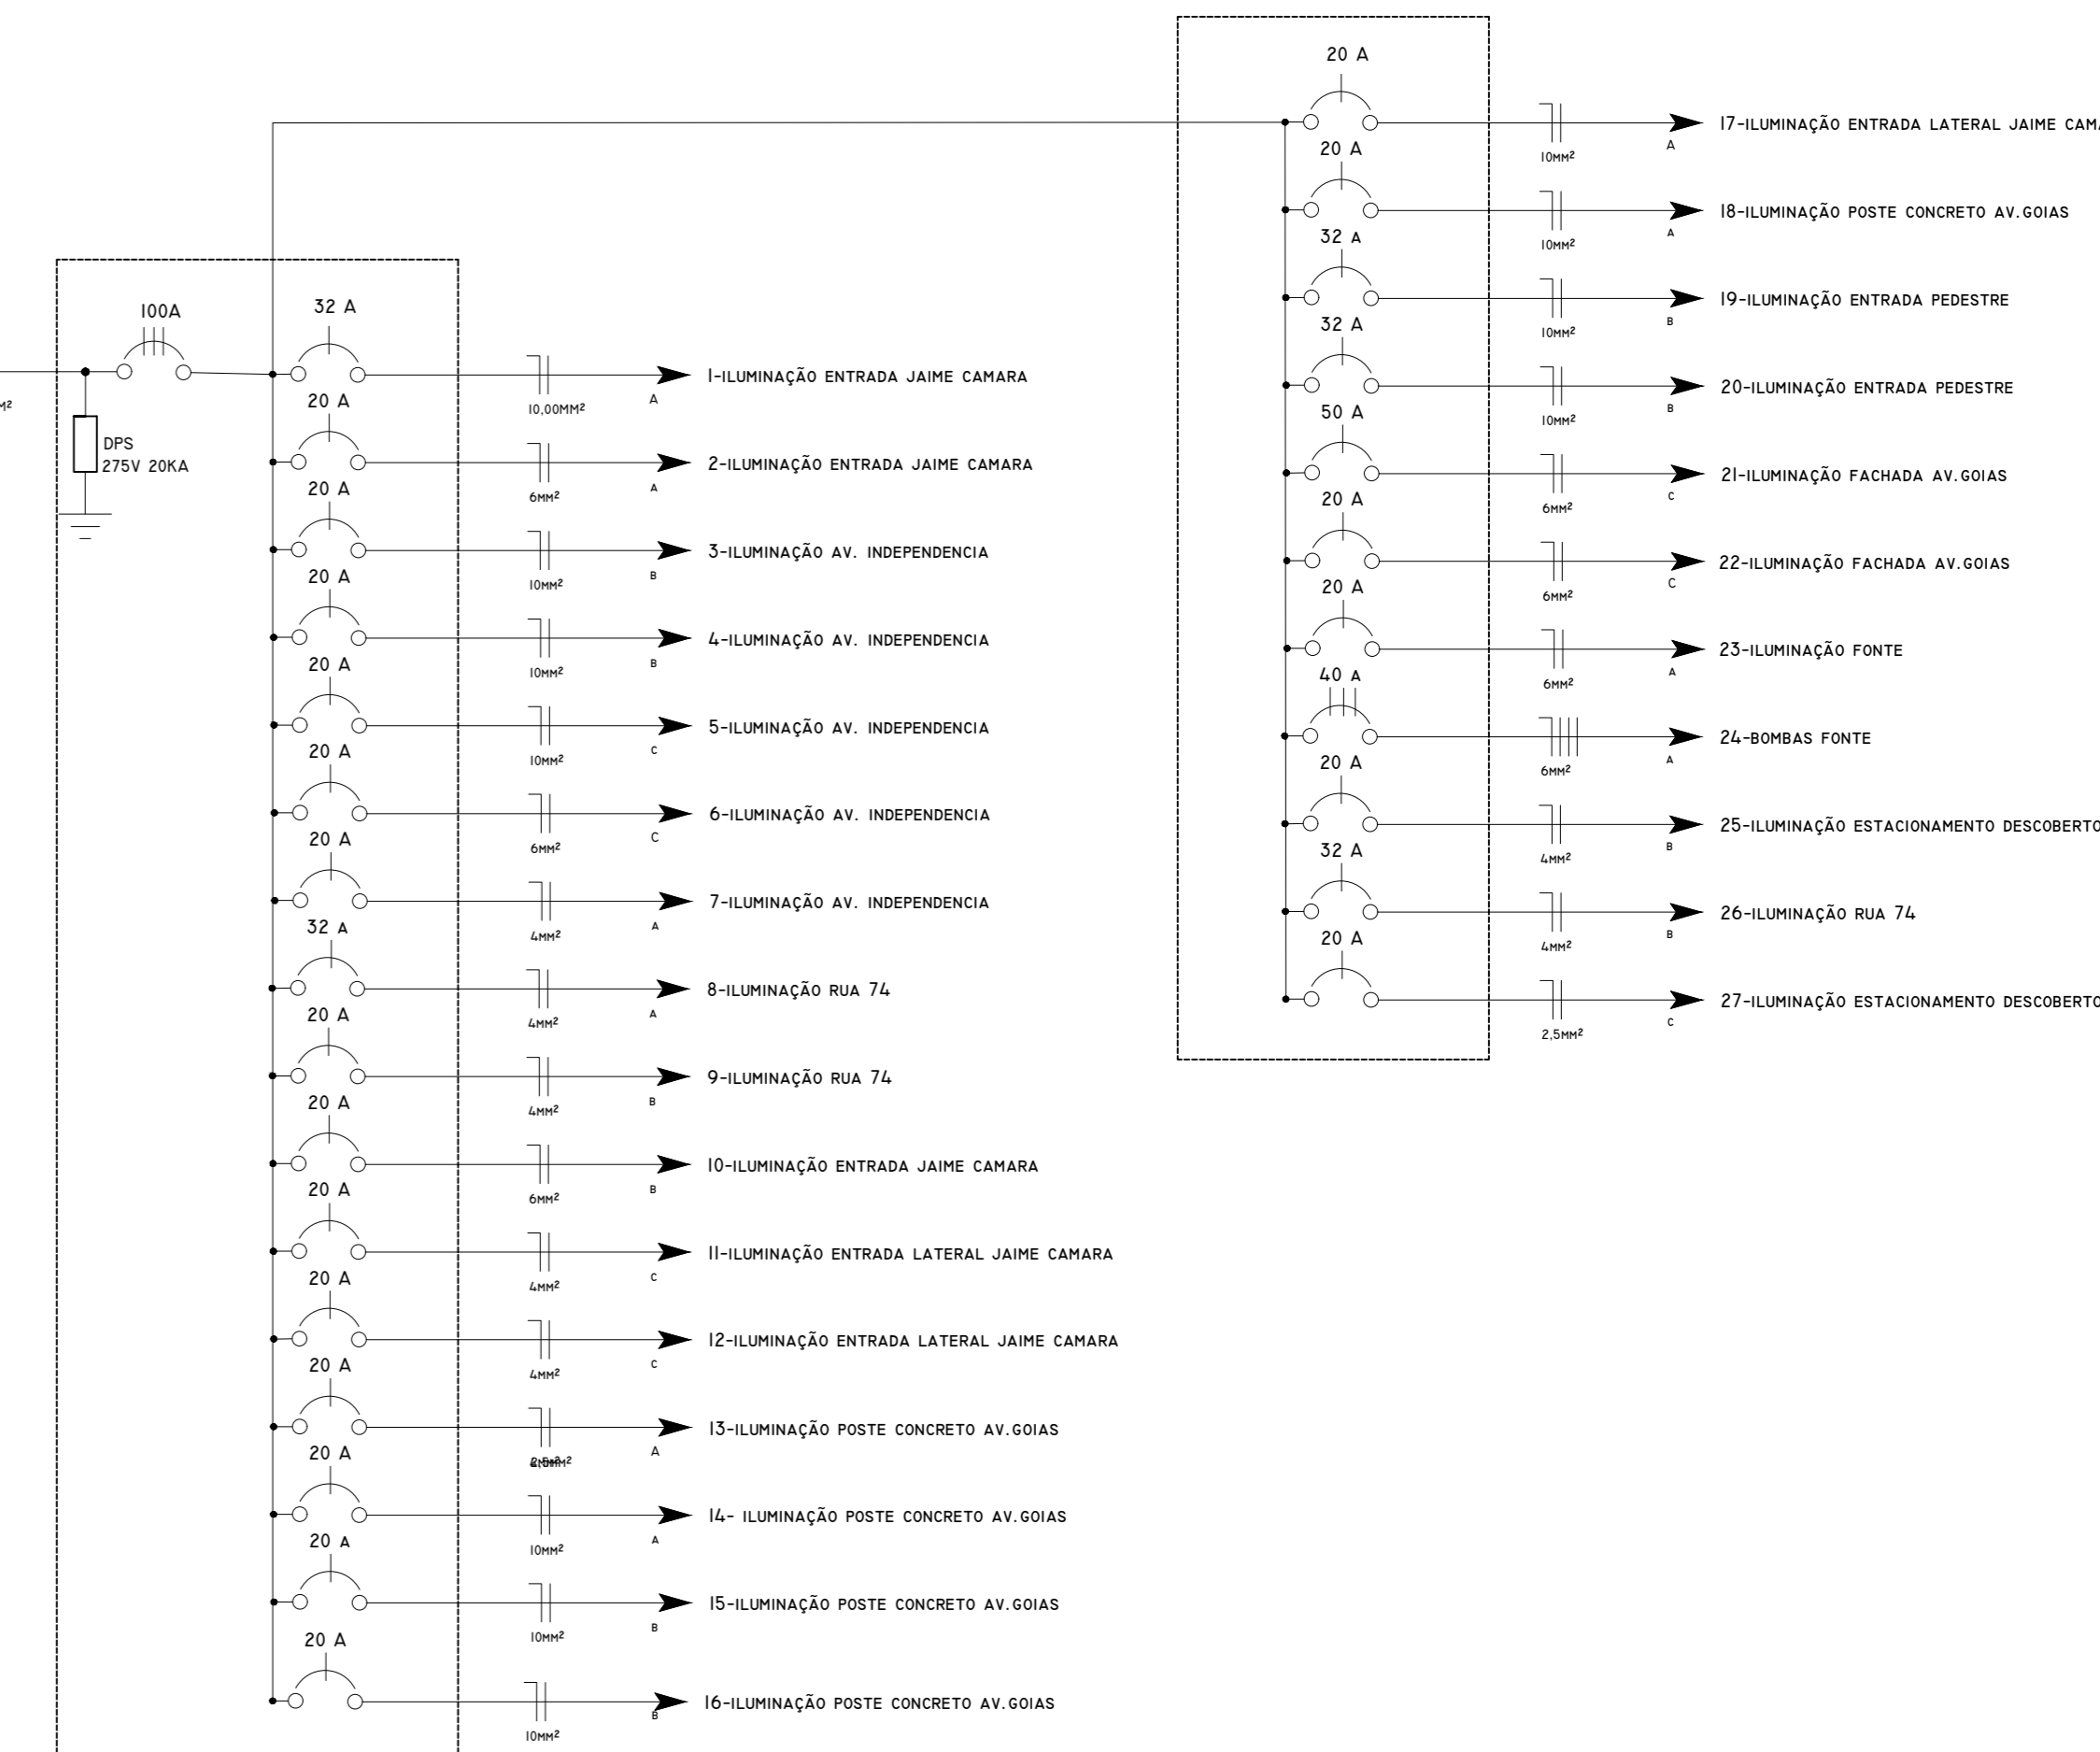 20 A
17-ILUMINAÇÃO ENTRADA LATERAL JAIME
10MM²
A
20 A
18-ILUMINAÇÃO POSTE CONCRETO AV.GOIAS
10MM²
A
32 A
19-ILUMINAÇÃO ENTRADA PEDESTRE
10MM²
B
32 A
20-ILUMINAÇÃO ENTRADA PEDESTRE
10MM²
B
50 A
21-ILUMINAÇÃO FACHADA AV.GOIAS
6MM²
C
20 A
22-ILUMINAÇÃO FACHADA AV.GOIAS
6MM²
C
20 A
23-ILUMINAÇÃO FONTE
6MM²
A
40 A
24-BOMBAS FONTE
6MM²
A
20 A
25-ILUMINAÇÃO ESTACIONAMENTO DESCOBERTO
4MM²
B
32 A
26-ILUMINAÇÃO RUA 74
4MM²
B
20 A
27-ILUMINAÇÃO ESTACIONAMENTO DESCOBERTO
2,5MM²
C
100A
DPS
275V 20KA
32 A
1-ILUMINAÇÃO ENTRADA JAIME CAMARA
10,00MM²
A
20 A
2-ILUMINAÇÃO ENTRADA JAIME CAMARA
6MM²
A
20 A
3-ILUMINAÇÃO AV. INDEPENDENCIA
10MM²
B
20 A
4-ILUMINAÇÃO AV. INDEPENDENCIA
10MM²
B
20 A
5-ILUMINAÇÃO AV. INDEPENDENCIA
10MM²
C
20 A
6-ILUMINAÇÃO AV. INDEPENDENCIA
6MM²
C
20 A
7-ILUMINAÇÃO AV. INDEPENDENCIA
4MM²
A
32 A
8-ILUMINAÇÃO RUA 74
4MM²
A
20 A
9-ILUMINAÇÃO RUA 74
4MM²
B
20 A
10-ILUMINAÇÃO ENTRADA JAIME CAMARA
6MM²
B
20 A
11-ILUMINAÇÃO ENTRADA LATERAL JAIME CAMARA
4MM²
C
20 A
12-ILUMINAÇÃO ENTRADA LATERAL JAIME CAMARA
4MM²
C
20 A
13-ILUMINAÇÃO POSTE CONCRETO AV.GOIAS
A
20 A
14- ILUMINAÇÃO POSTE CONCRETO AV.GOIAS
10MM²
A
20 A
15-ILUMINAÇÃO POSTE CONCRETO AV.GOIAS
10MM²
B
20 A
16-ILUMINAÇÃO POSTE CONCRETO AV.GOIAS
10MM²
B